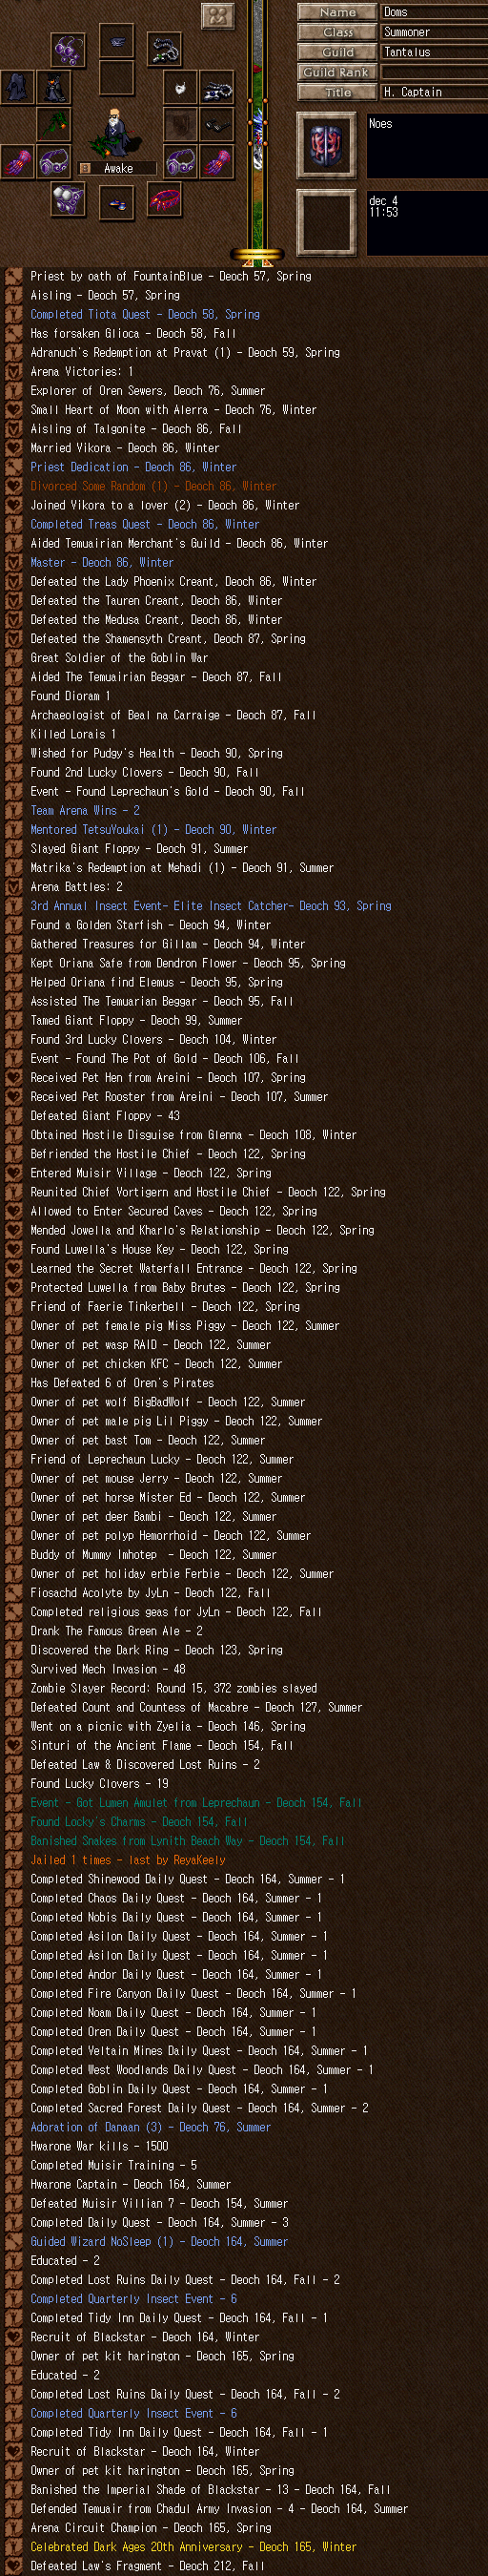 Name Doms
Class Summoner
Guild Tantalus
Guild Rank
Title H. Captain
Noes
Awake
dec 4
11:53
Priest by oath of FountainBlue - Deoch 57, Spring
Aisling - Deoch 57, Spring
Completed Tiota Quest - Deoch 58, Spring
Has forsaken Glioca - Deoch 58, Fall
Adranuch's Redemption at Pravat (1) - Deoch 59, Spring
Arena Victories: 1
Explorer of Oren Sewers, Deoch 76, Summer
Small Heart of Moon with Alerra - Deoch 76, Winter
Aisling of Talgonite - Deoch 86, Fall
Married Vikora - Deoch 86, Winter
Priest Dedication - Deoch 86, Winter
Divorced Some Random (1) - Deoch 86, Winter
Joined Vikora to a lover (2) - Deoch 86, Winter
Completed Treas Quest - Deoch 86, Winter
Aided Temuairian Merchant's Guild - Deoch 86, Winter
Master - Deoch 86, Winter
Defeated the Lady Phoenix Creant, Deoch 86, Winter
Defeated the Tauren Creant, Deoch 86, Winter
Defeated the Medusa Creant, Deoch 86, Winter
Defeated the Shamensyth Creant, Deoch 87, Spring
Great Soldier of the Goblin War
Aided The Temuairian Beggar - Deoch 87, Fall
Found Dioram 1
Archaeologist of Beal na Carraige - Deoch 87, Fall
Killed Lorais 1
Wished for Pudgy's Health - Deoch 90, Spring
Found 2nd Lucky Clovers - Deoch 90, Fall
Event - Found Leprechaun's Gold - Deoch 90, Fall
Team Arena Wins - 2
Mentored TetsuYoukai (1) - Deoch 90, Winter
Slayed Giant Floppy - Deoch 91, Summer
Matrika's Redemption at Mehadi (1) - Deoch 91, Summer
Arena Battles: 2
3rd Annual Insect Event- Elite Insect Catcher- Deoch 93, Spring
Found a Golden Starfish - Deoch 94, Winter
Gathered Treasures for Gillam - Deoch 94, Winter
Kept Oriana Safe from Dendron Flower - Deoch 95, Spring
Helped Oriana find Elemus - Deoch 95, Spring
Assisted The Temuarian Beggar - Deoch 95, Fall
Tamed Giant Floppy - Deoch 99, Summer
Found 3rd Lucky Clovers - Deoch 104, Winter
Event - Found The Pot of Gold - Deoch 106, Fall
Received Pet Hen from Areini - Deoch 107, Spring
Received Pet Rooster from Areini - Deoch 107, Summer
Defeated Giant Floppy - 43
Obtained Hostile Disguise from Glenna - Deoch 108, Winter
Befriended the Hostile Chief - Deoch 122, Spring
Entered Muisir Village - Deoch 122, Spring
Reunited Chief Vortigern and Hostile Chief - Deoch 122, Spring
Allowed to Enter Secured Caves - Deoch 122, Spring
Mended Jowella and Kharlo's Relationship - Deoch 122, Spring
Found Luwella's House Key - Deoch 122, Spring
Learned the Secret Waterfall Entrance - Deoch 122, Spring
Protected Luwella from Baby Brutes - Deoch 122, Spring
Friend of Faerie Tinkerbell - Deoch 122, Spring
Owner of pet female pig Miss Piggy - Deoch 122, Summer
Owner of pet wasp RAID - Deoch 122, Summer
Owner of pet chicken KFC - Deoch 122, Summer
Has Defeated 6 of Oren's Pirates
Owner of pet wolf BigBadWolf - Deoch 122, Summer
Owner of pet male pig Lil Piggy - Deoch 122, Summer
Owner of pet bast Tom - Deoch 122, Summer
Friend of Leprechaun Lucky - Deoch 122, Summer
Owner of pet mouse Jerry - Deoch 122, Summer
Owner of pet horse Mister Ed - Deoch 122, Summer
Owner of pet deer Bambi - Deoch 122, Summer
Owner of pet polyp Hemorrhoid - Deoch 122, Summer
Buddy of Mummy Imhotep  - Deoch 122, Summer
Owner of pet holiday erbie Ferbie - Deoch 122, Summer
Fiosachd Acolyte by JyLn - Deoch 122, Fall
Completed religious geas for JyLn - Deoch 122, Fall
Drank The Famous Green Ale - 2
Discovered the Dark Ring - Deoch 123, Spring
Survived Mech Invasion - 48
Zombie Slayer Record: Round 15, 372 zombies slayed
Defeated Count and Countess of Macabre - Deoch 127, Summer
Went on a picnic with Zyelia - Deoch 146, Spring
Sinturi of the Ancient Flame - Deoch 154, Fall
Defeated Law & Discovered Lost Ruins - 2
Found Lucky Clovers - 19
Event - Got Lumen Amulet from Leprechaun - Deoch 154, Fall
Found Locky's Charms - Deoch 154, Fall
Banished Snakes from Lynith Beach Way - Deoch 154, Fall
Jailed 1 times - last by ReyaKeely
Completed Shinewood Daily Quest - Deoch 164, Summer - 1
Completed Chaos Daily Quest - Deoch 164, Summer - 1
Completed Nobis Daily Quest - Deoch 164, Summer - 1
Completed Asilon Daily Quest - Deoch 164, Summer - 1
Completed Asilon Daily Quest - Deoch 164, Summer - 1
Completed Andor Daily Quest - Deoch 164, Summer - 1
Completed Fire Canyon Daily Quest - Deoch 164, Summer - 1
Completed Noam Daily Quest - Deoch 164, Summer - 1
Completed Oren Daily Quest - Deoch 164, Summer - 1
Completed Veltain Mines Daily Quest - Deoch 164, Summer - 1
Completed West Woodlands Daily Quest - Deoch 164, Summer - 1
Completed Goblin Daily Quest - Deoch 164, Summer - 1
Completed Sacred Forest Daily Quest - Deoch 164, Summer - 2
Adoration of Danaan (3) - Deoch 76, Summer
Hwarone War kills - 1500
Completed Muisir Training - 5
Hwarone Captain - Deoch 164, Summer
Defeated Muisir Villian 7 - Deoch 154, Summer
Completed Daily Quest - Deoch 164, Summer - 3
Guided Wizard NoSleep (1) - Deoch 164, Summer
Educated - 2
Completed Lost Ruins Daily Quest - Deoch 164, Fall - 2
Completed Quarterly Insect Event - 6
Completed Tidy Inn Daily Quest - Deoch 164, Fall - 1
Recruit of Blackstar - Deoch 164, Winter
Owner of pet kit harington - Deoch 165, Spring
Educated - 2
Completed Lost Ruins Daily Quest - Deoch 164, Fall - 2
Completed Quarterly Insect Event - 6
Completed Tidy Inn Daily Quest - Deoch 164, Fall - 1
Recruit of Blackstar - Deoch 164, Winter
Owner of pet kit harington - Deoch 165, Spring
Banished the Imperial Shade of Blackstar - 13 - Deoch 164, Fall
Defended Temuair from Chadul Army Invasion - 4 - Deoch 164, Summer
Arena Circuit Champion - Deoch 165, Spring
Celebrated Dark Ages 20th Anniversary - Deoch 165, Winter
Defeated Law's Fragment - Deoch 212, Fall